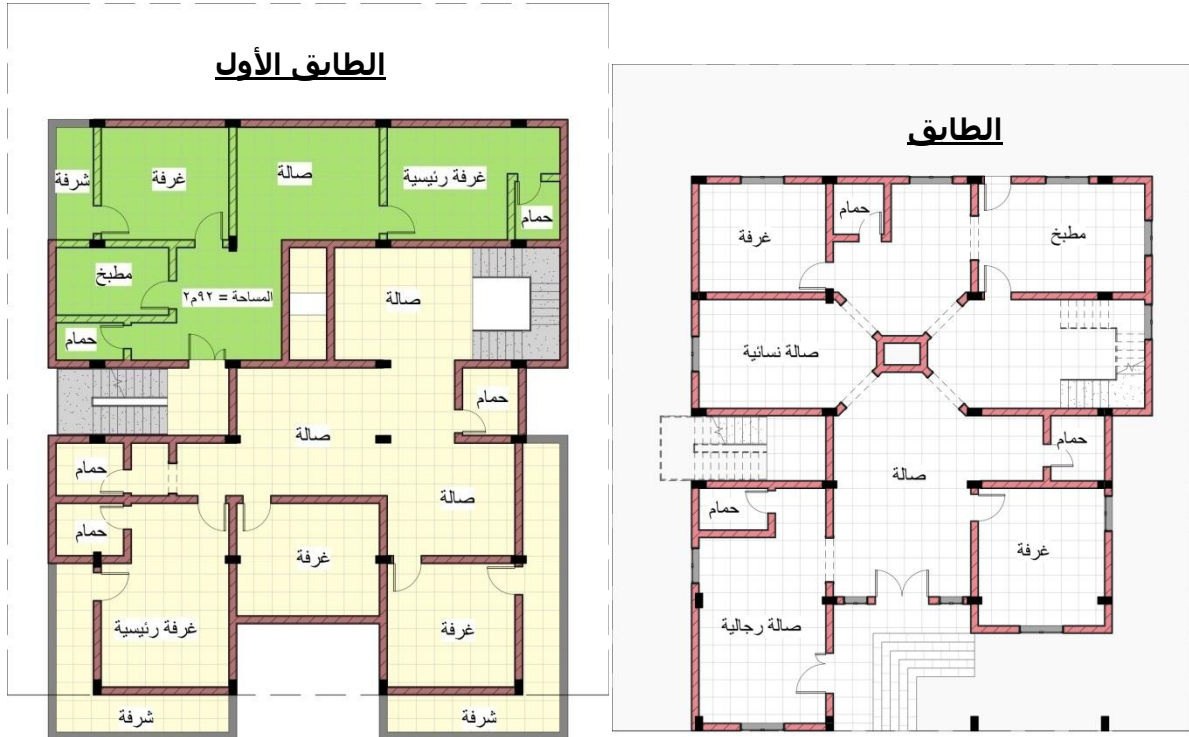 الطابق الأول
شرفة
غرفة
صالة
غرفة رئيسية
حمام
مطبخ
المساحة = ٩٢م٢
صالة
حمام
حمام
صالة
حمام
صالة
حمام
غرفة
غرفة رئيسية
غرفة
شرفة
شرفة
الطابق
غرفة
حمام
مطبخ
صالة نسائية
حمام
صالة
حمام
غرفة
صالة رجالية